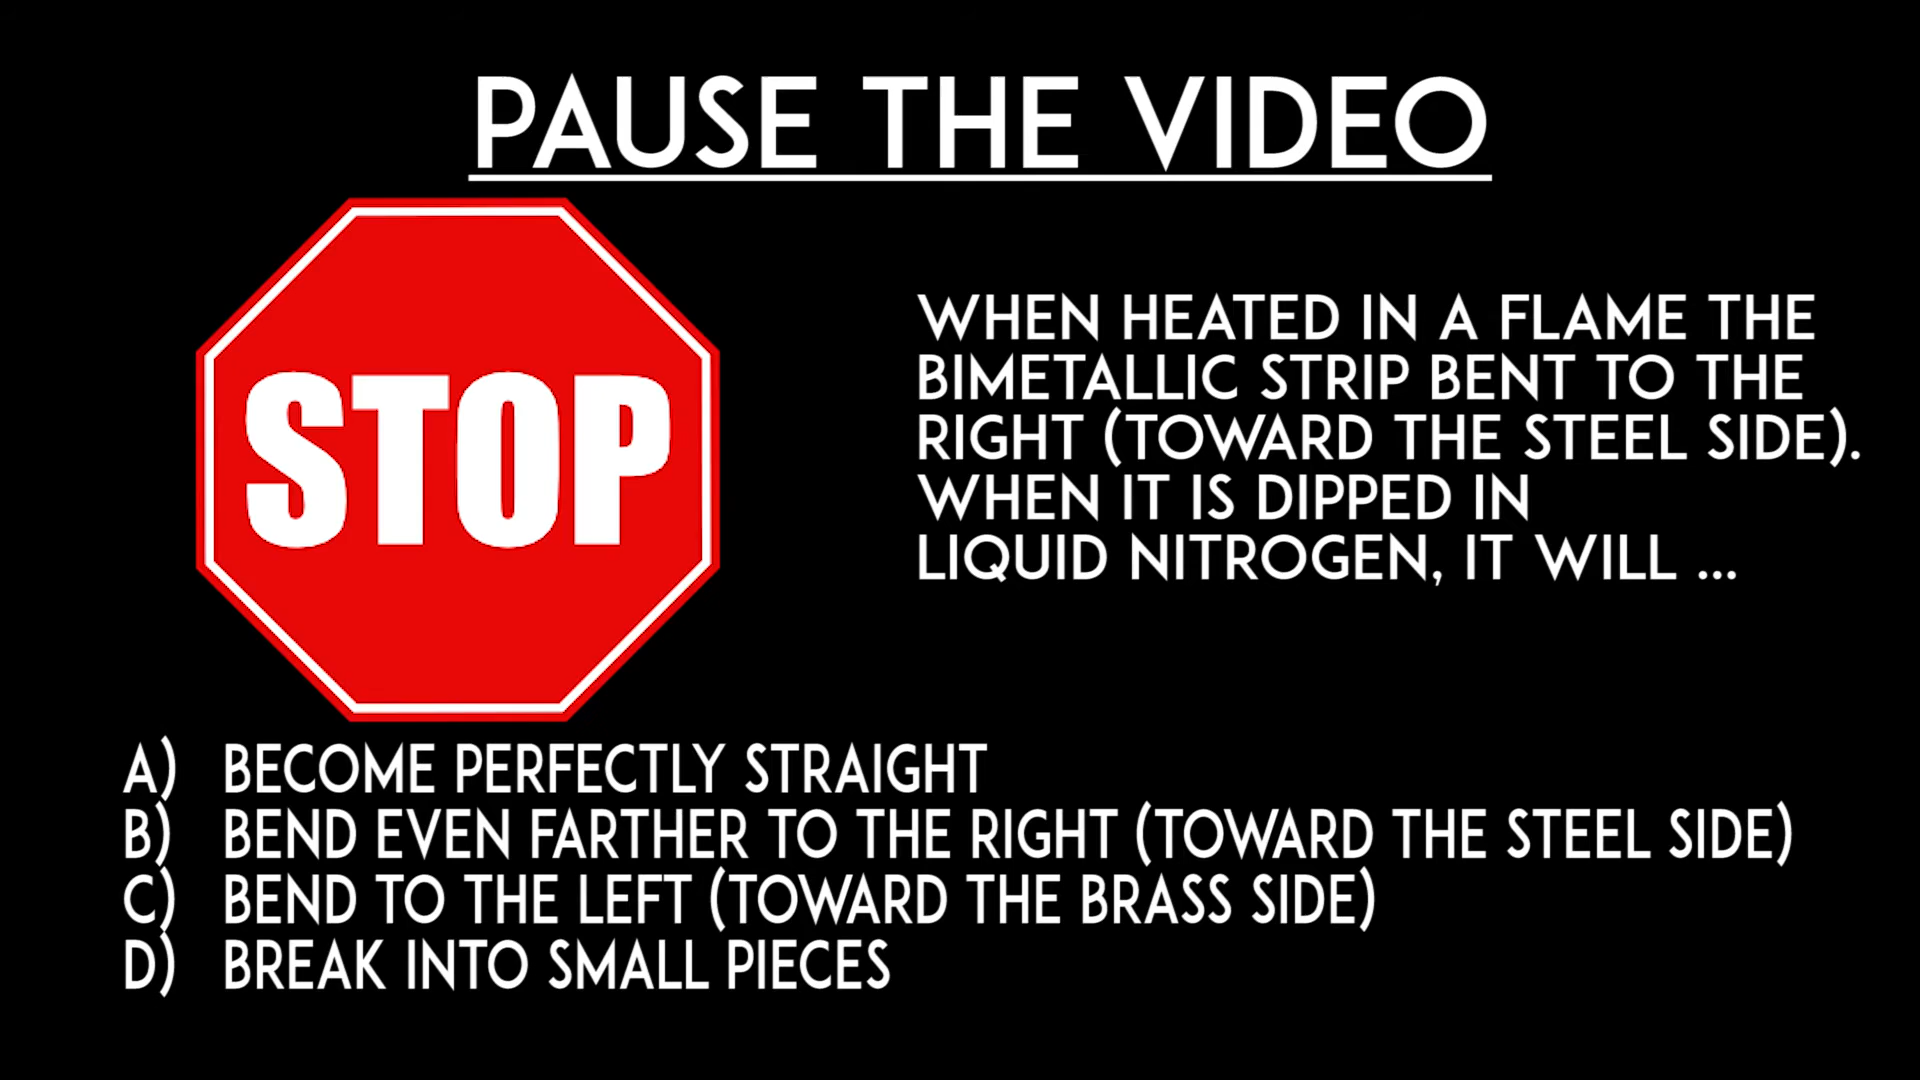 PAUSE THE VIDEO
STOP
WHEN HEATED IN A FLAME THE
BIMETALLIC STRIP BENT TO THE
RIGHT (TOWARD THE STEEL SIDE).
WHEN IT IS DIPPED IN
LIQUID NITROGEN, IT WILL ...
A) BECOME PERFECTLY STRAIGHT
B) BEND EVEN FARTHER TO THE RIGHT (TOWARD THE STEEL SIDE)
C) BEND TO THE LEFT (TOWARD THE BRASS SIDE)
D) BREAK INTO SMALL PIECES